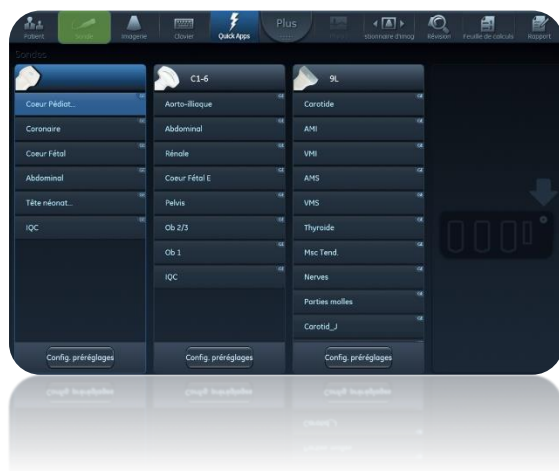 Plus
Patient
Sonde
Imagerie
Clavier
Quick Apps
Révision
Feuille de calculs
Rapport
Sondes
Coeur Pédiat...
Coronaire
Coeur Fétal
Abdominal
Tête néonat...
IQC
Config. préréglages
C1-6
Aorto-iliaque
Abdominal
Rénale
Coeur Fétal E
Pelvis
Ob 2/3
Ob 1
IQC
Config. préréglages
9L
Carotide
AMI
VMI
AMS
VMS
Thyroide
Msc Tend.
Nerves
Parties molles
Carotid_J
Config. préréglages